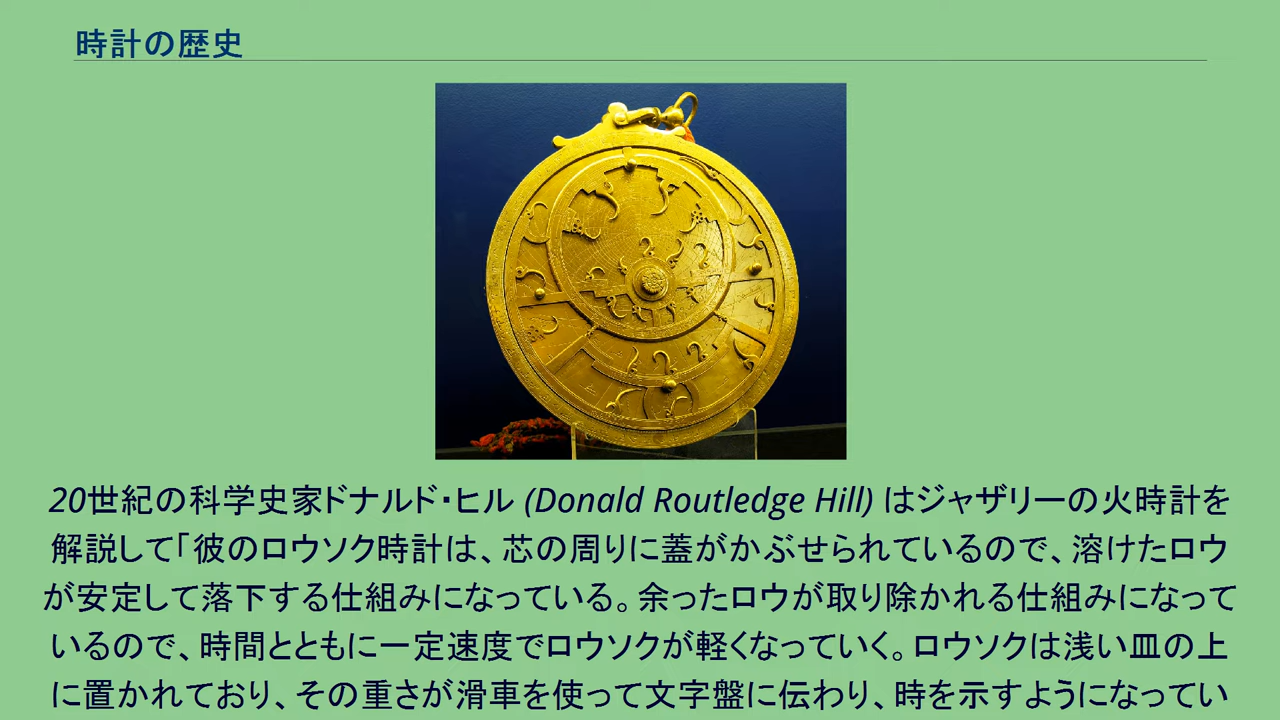 時計の歴史
20世紀の科学史家ドナルド・ヒル (Donald Routledge Hill) はジャザリーの火時計を
解説して「彼のロウソク時計は、芯の周りに蓋がかぶせられているので、溶けたロウ
が安定して落下する仕組みになっている。余ったロウが取り除かれる仕組みになって
いるので、時間とともに一定速度でロウソクが軽くなっていく。ロウソクは浅い皿の上
に置かれており、その重さが滑車を使って文字盤に伝わり、時を示すようになってい